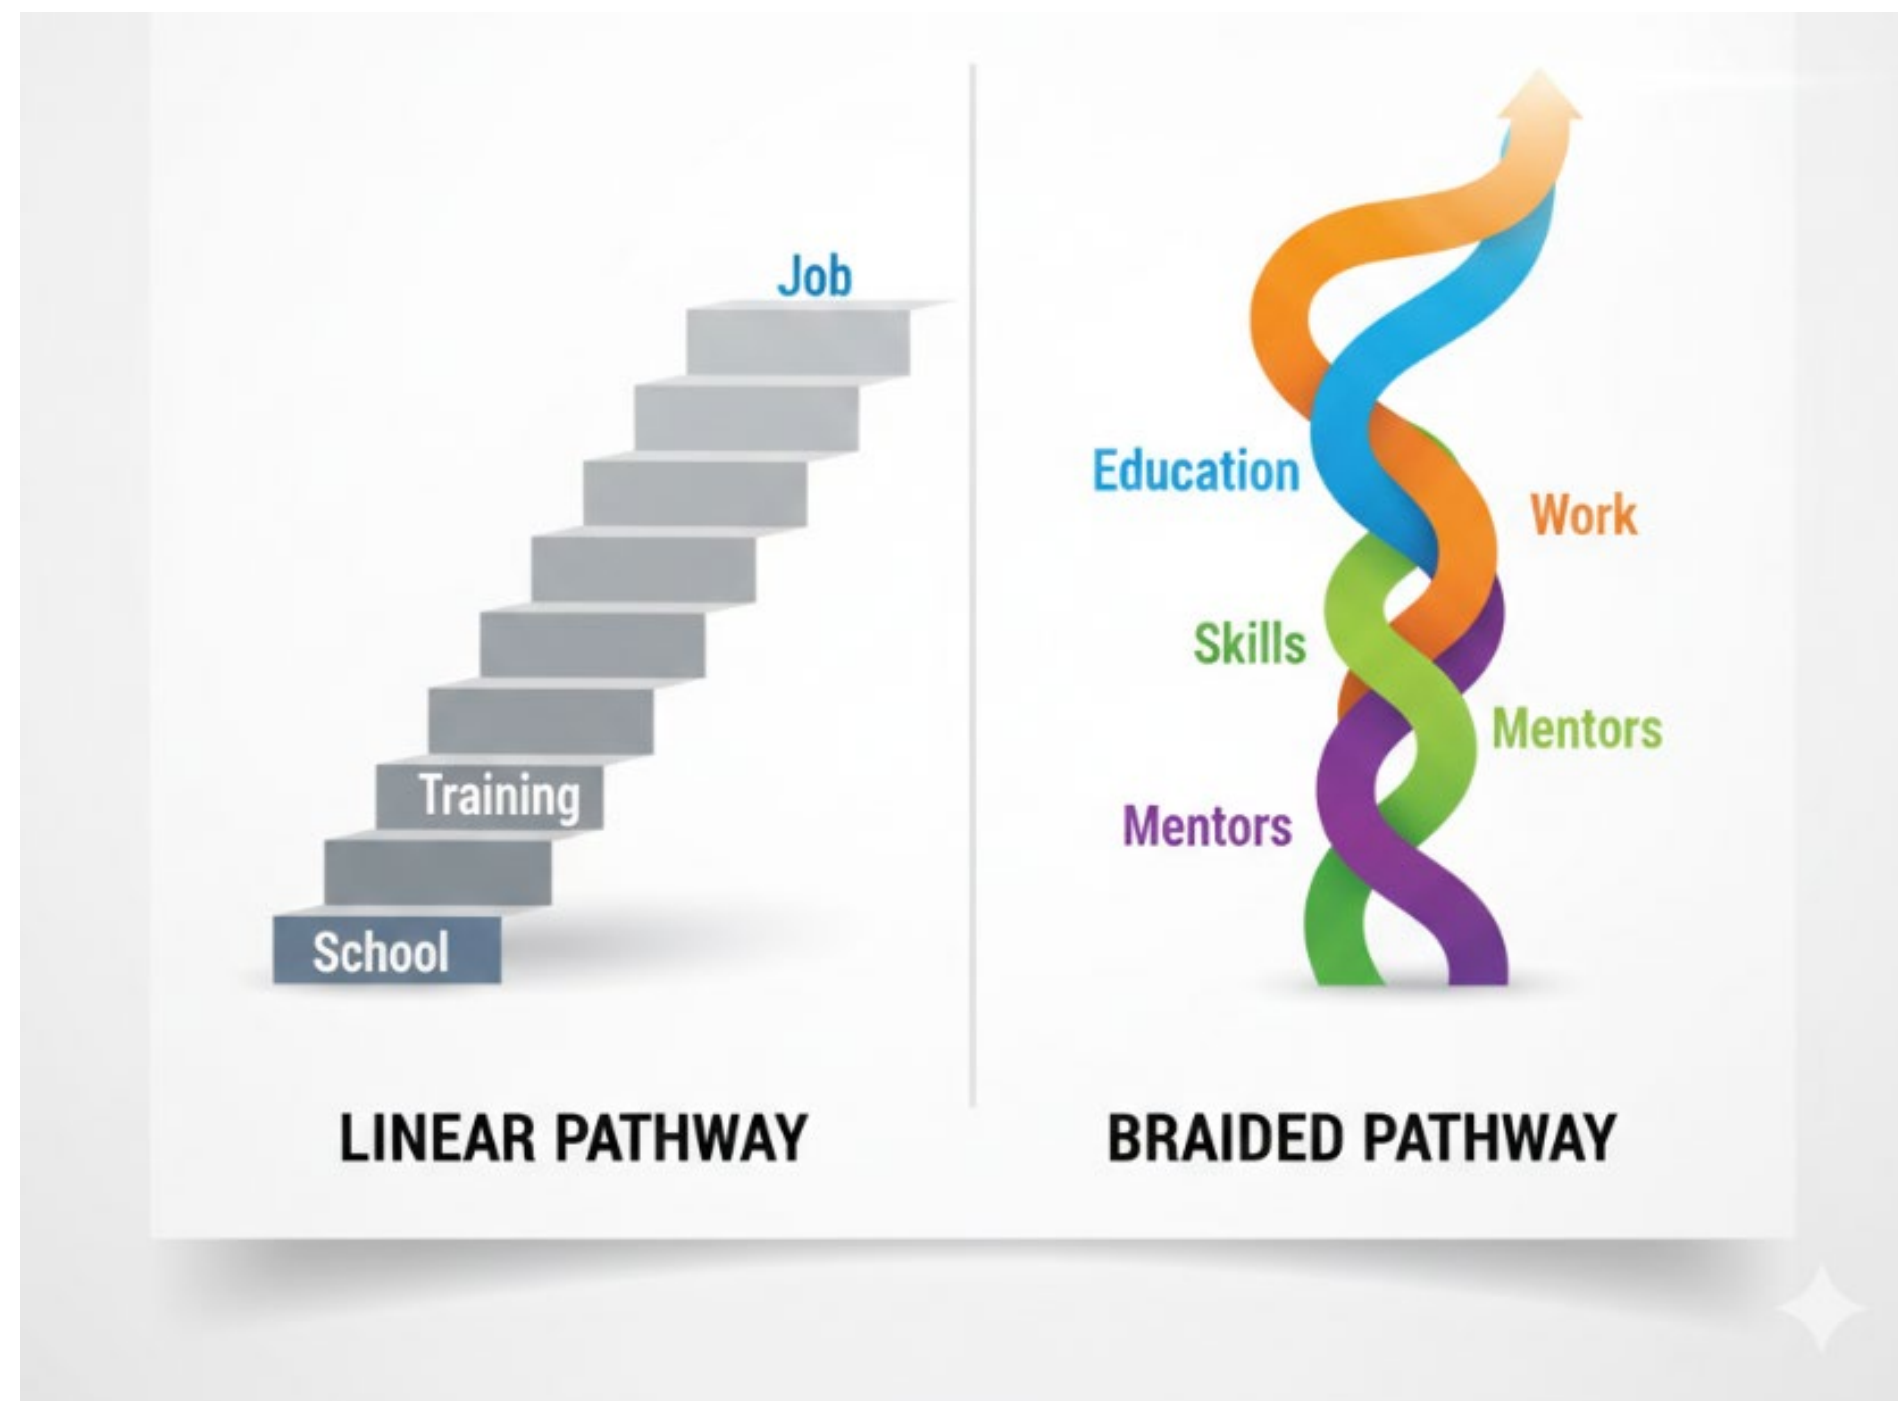 Job
Training
School
LINEAR PATHWAY
Education
Work
Skills
Mentors
Mentors
BRAIDED PATHWAY